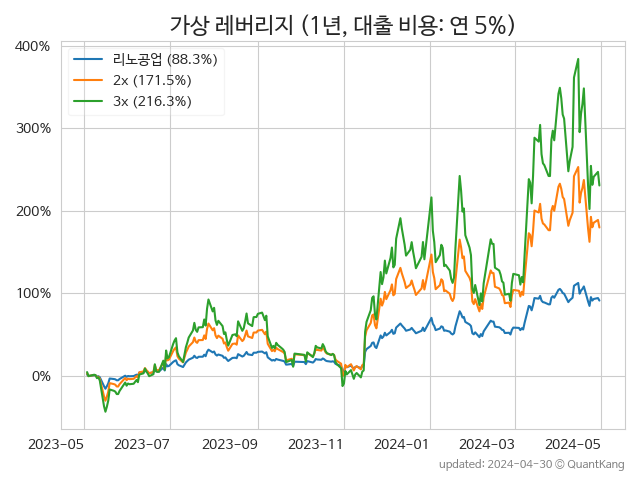 가상 레버리지 (1년, 대출 비용: 연 5%)
400%
300%
200%
100%
0%
리노공업 (88.3%)
2x (171.5%)
3x (216.3%)
2023-05
2023-07
2023-09
2023-11
2024-01
2024-03
2024-05
updated: 2024-04-30 © QuantKang